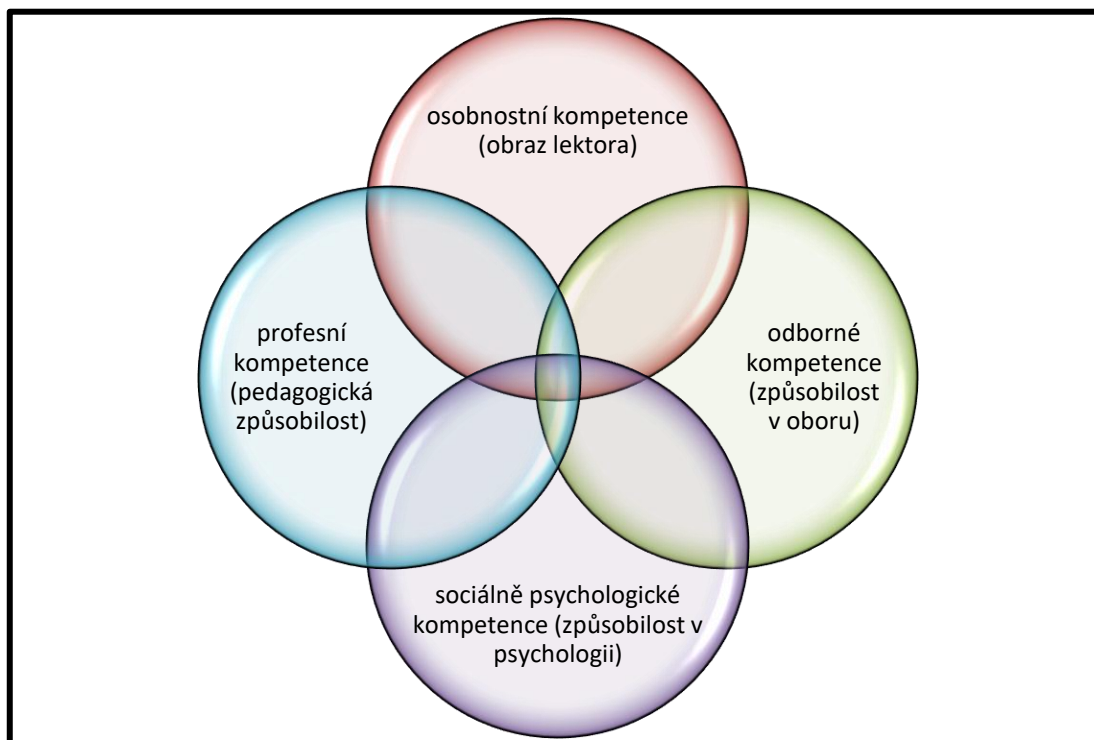 osobnostní kompetence
(obraz lektora)
profesní
kompetence
(pedagogická
způsobilost)
odborné
kompetence
(způsobilost
v oboru)
sociálně psychologické
kompetence (způsobilost v
psychologii)